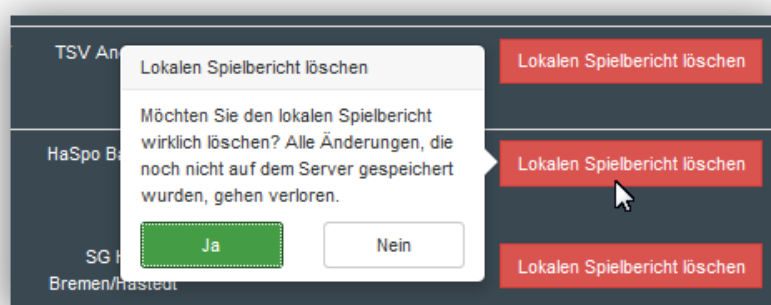 TSV An
Lokalen Spielbericht löschen
Lokalen Spielbericht löschen
Möchten Sie den lokalen Spielbericht
wirklich löschen? Alle Änderungen, die
noch nicht auf dem Server gespeichert
wurden, gehen verloren.
Ja
Nein
HaSpo Ba
Lokalen Spielbericht löschen
SG H
Bremen/Hastedt
Lokalen Spielbericht löschen